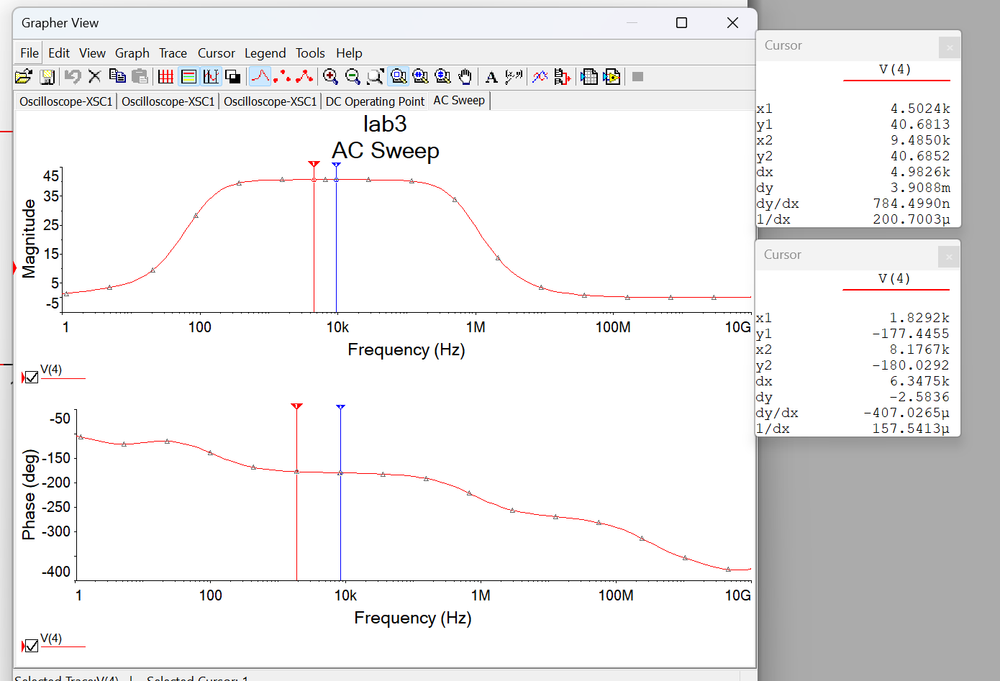 Grapher View
File Edit View Graph Trace Cursor Legend Tools Help
Oscilloscope-XSC1 Oscilloscope-XSC1 Oscilloscope-XSC1 DC Operating Point AC Sweep
lab3
AC Sweep
Magnitude
45
35
25
15
5
-5
1 100 10k 1M 100M 10G
Frequency (Hz)
V(4)
Phase (deg)
-50
-150
-200
-250
-300
-400
1 100 10k 1M 100M 10G
Frequency (Hz)
V(4)
Selected Trace:V(4) | Selected Cursor: 1
Cursor
V(4)
x1 4.5024k
y1 40.6813
x2 9.4850k
y2 40.6852
dx 4.9826k
dy 3.9088m
dy/dx 784.4990n
1/dx 200.7003µ
Cursor
V(4)
x1 1.8292k
y1 -177.4455
x2 8.1767k
y2 -180.0292
dx 6.3475k
dy -2.5836
dy/dx -407.0265µ
1/dx 157.5413µ